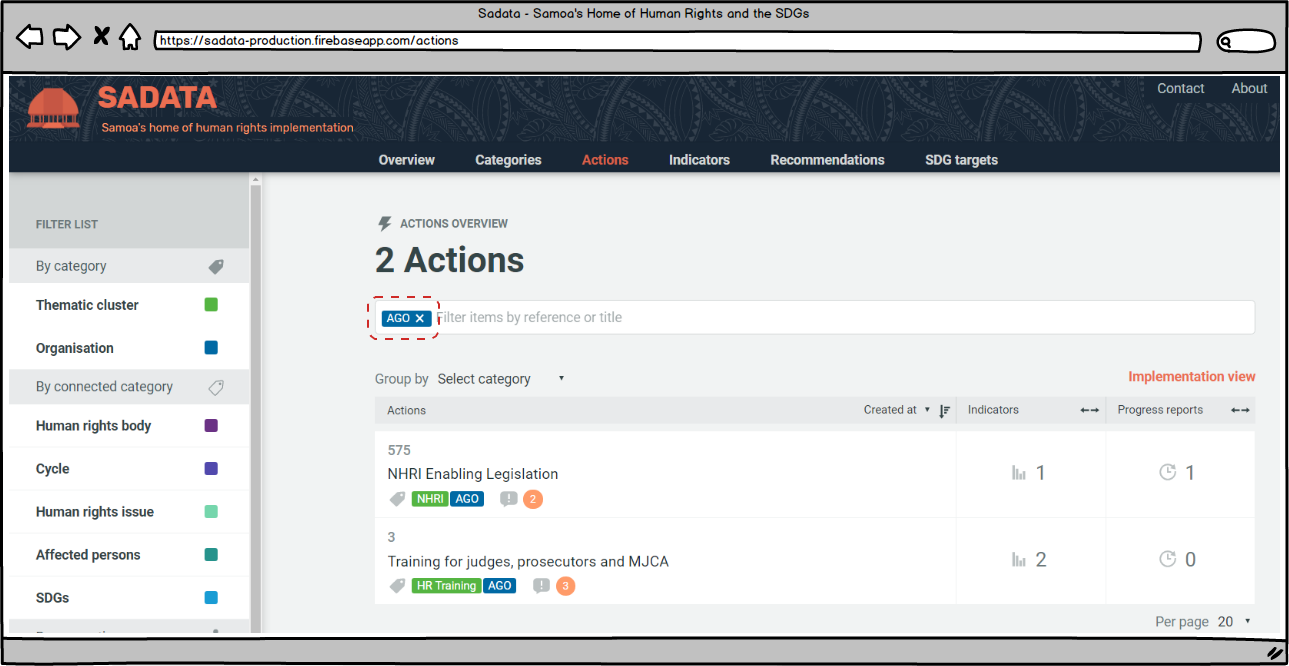 Sadata - Samoa's Home of Human Rights and the SDGs
https://sadata-production.firebaseapp.com/actions
Contact About
SADATA
Samoa's home of human rights implementation
Overview Categories Actions Indicators Recommendations SDG targets
FILTER LIST
By category
Thematic cluster
Organisation
By connected category
Human rights body
Cycle
Human rights issue
Affected persons
SDGs
ACTIONS OVERVIEW
2 Actions
AGO Filter items by reference or title
Group by Select category
Implementation view
Actions Created at Indicators Progress reports
575
NHRI Enabling Legislation
NHRI AGO 2
1 1
3
Training for judges, prosecutors and MJCA
HR Training AGO 3
2 0
Per page 20